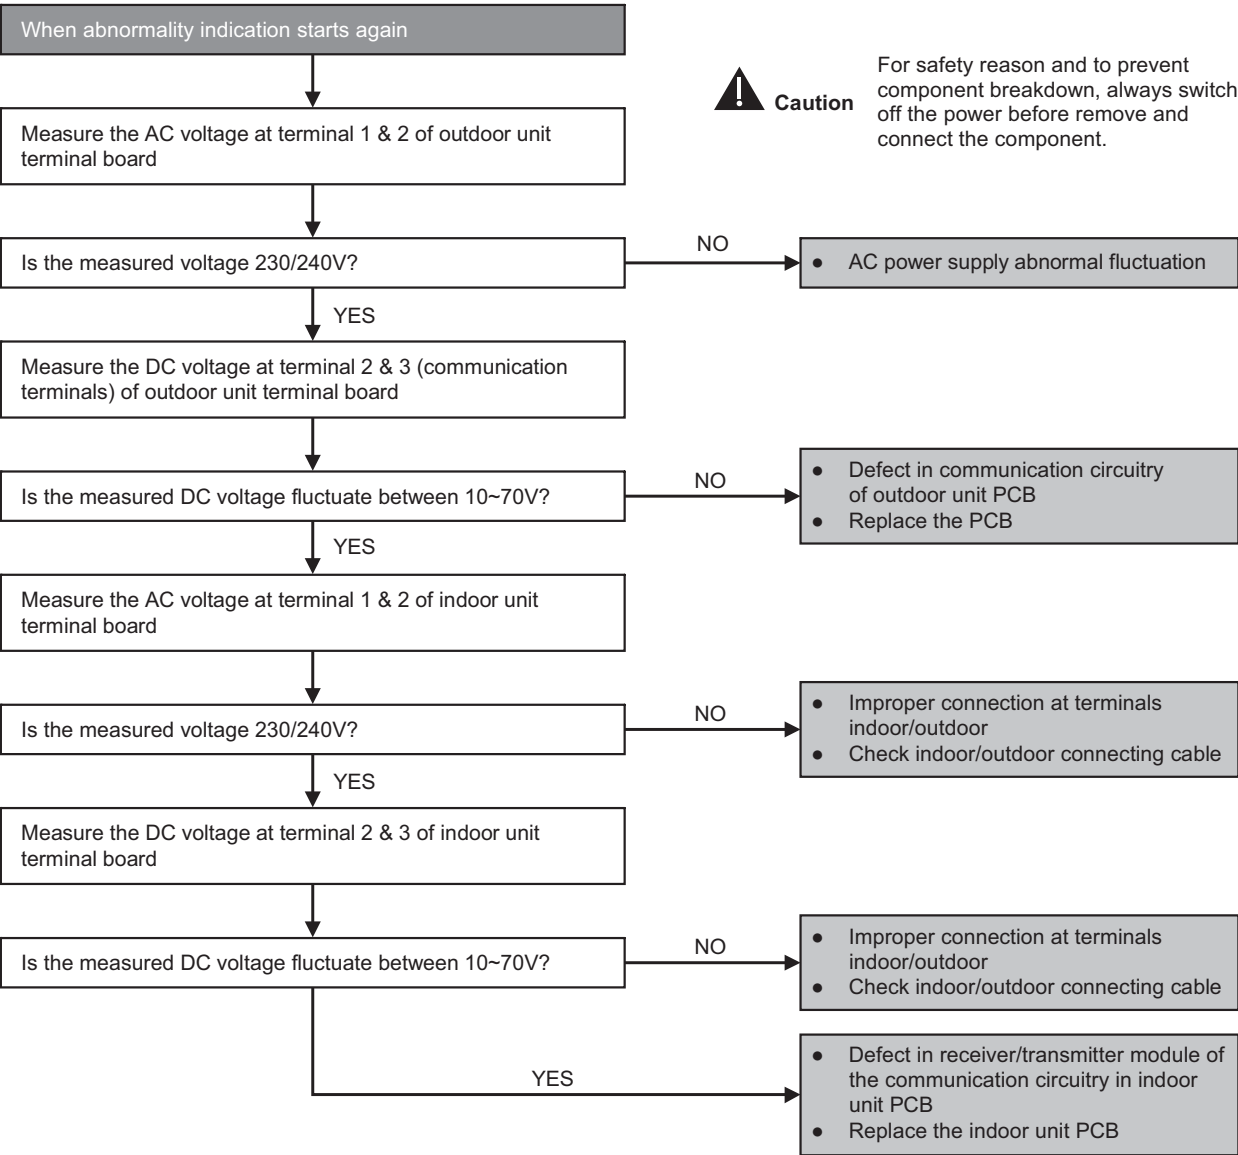 When abnormality indication starts again
For safety reason and to prevent
component breakdown, always switch
off the power before remove and
connect the component.
Caution
Measure the AC voltage at terminal 1 & 2 of outdoor unit
terminal board
Is the measured voltage 230/240V?
NO
● AC power supply abnormal fluctuation
YES
Measure the DC voltage at terminal 2 & 3 (communication
terminals) of outdoor unit terminal board
Is the measured DC voltage fluctuate between 10~70V?
NO
● Defect in communication circuitry
of outdoor unit PCB
● Replace the PCB
YES
Measure the AC voltage at terminal 1 & 2 of indoor unit
terminal board
Is the measured voltage 230/240V?
NO
● Improper connection at terminals
indoor/outdoor
● Check indoor/outdoor connecting cable
YES
Measure the DC voltage at terminal 2 & 3 of indoor unit
terminal board
Is the measured DC voltage fluctuate between 10~70V?
NO
● Improper connection at terminals
indoor/outdoor
● Check indoor/outdoor connecting cable
YES
● Defect in receiver/transmitter module of
the communication circuitry in indoor
unit PCB
● Replace the indoor unit PCB